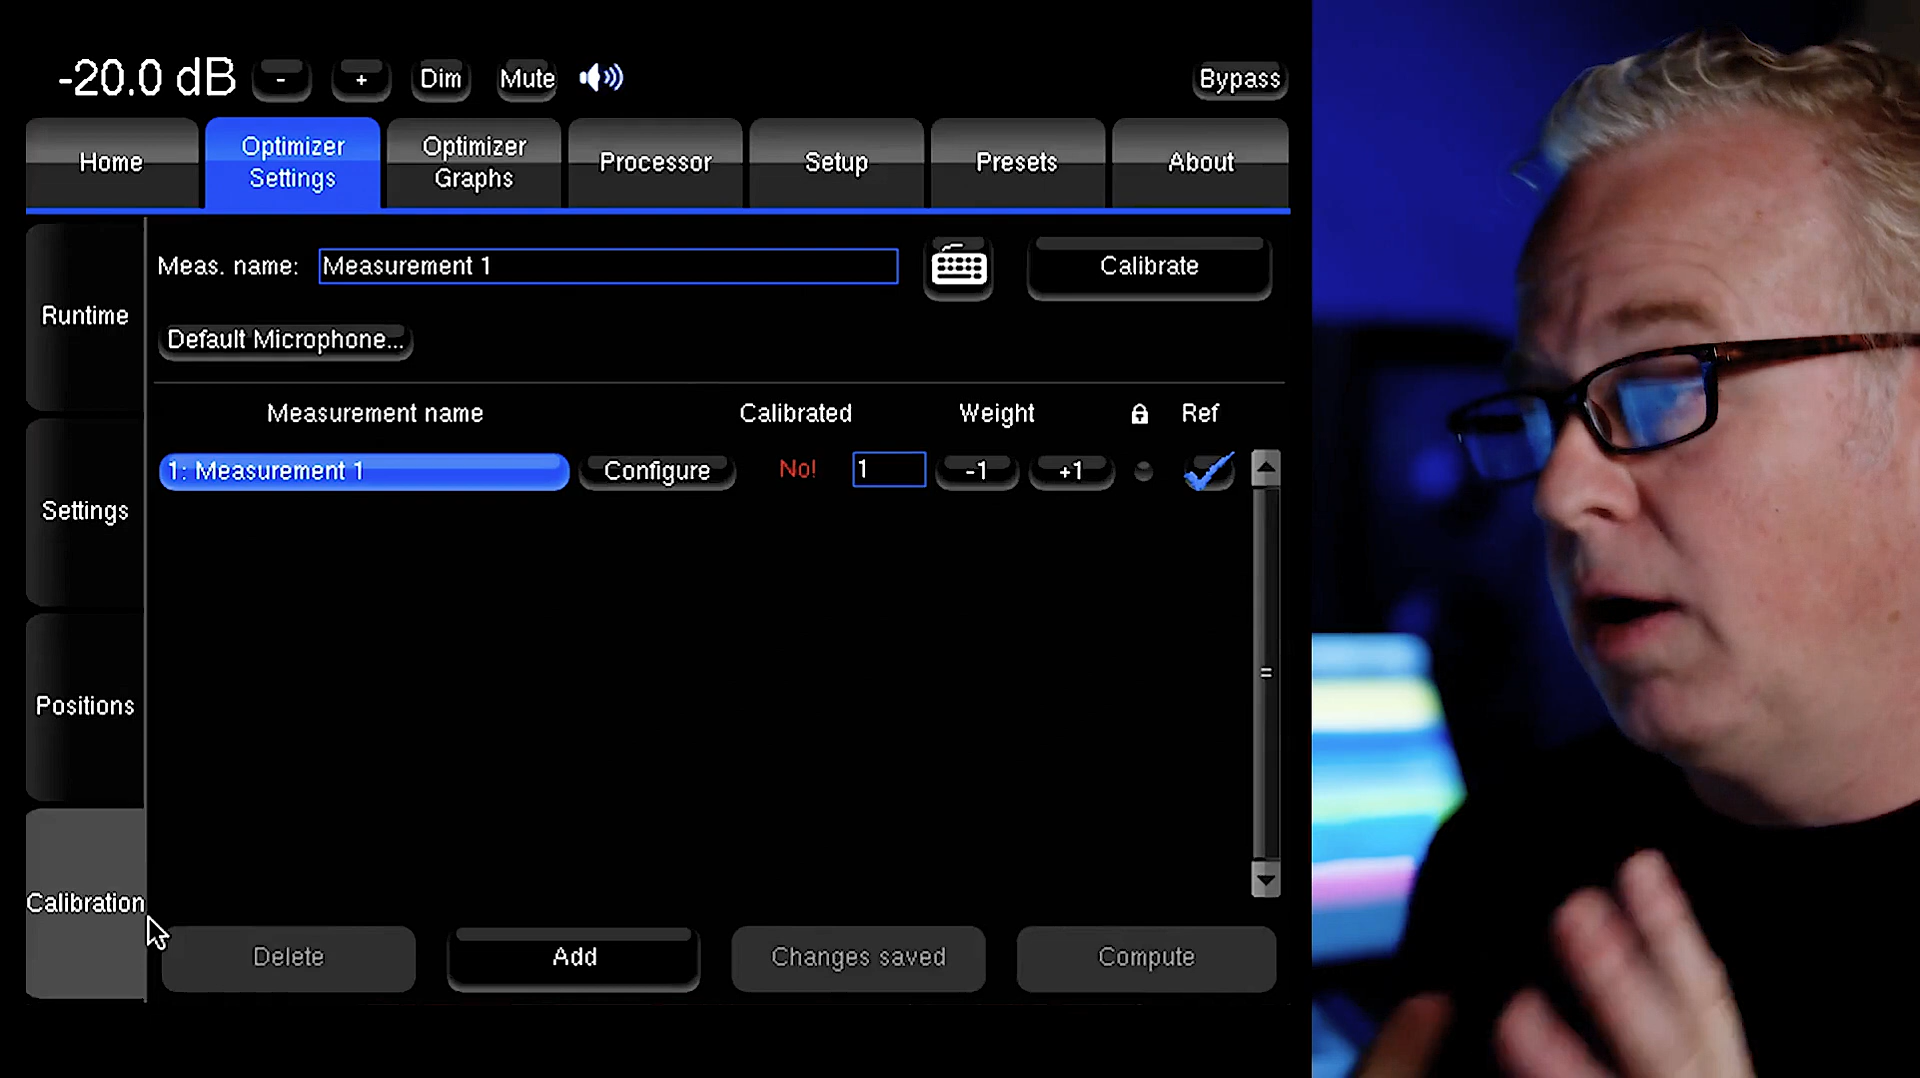 -20.0 dB - + Dim Mute Bypass
Home Optimizer Settings Optimizer Graphs Processor Setup Presets About
Runtime
Settings
Positions
Calibration
Meas. name: Measurement 1 Calibrate
Default Microphone...
Measurement name Calibrated Weight Ref
1: Measurement 1 Configure No! 1 -1 +1
Delete Add Changes saved Compute